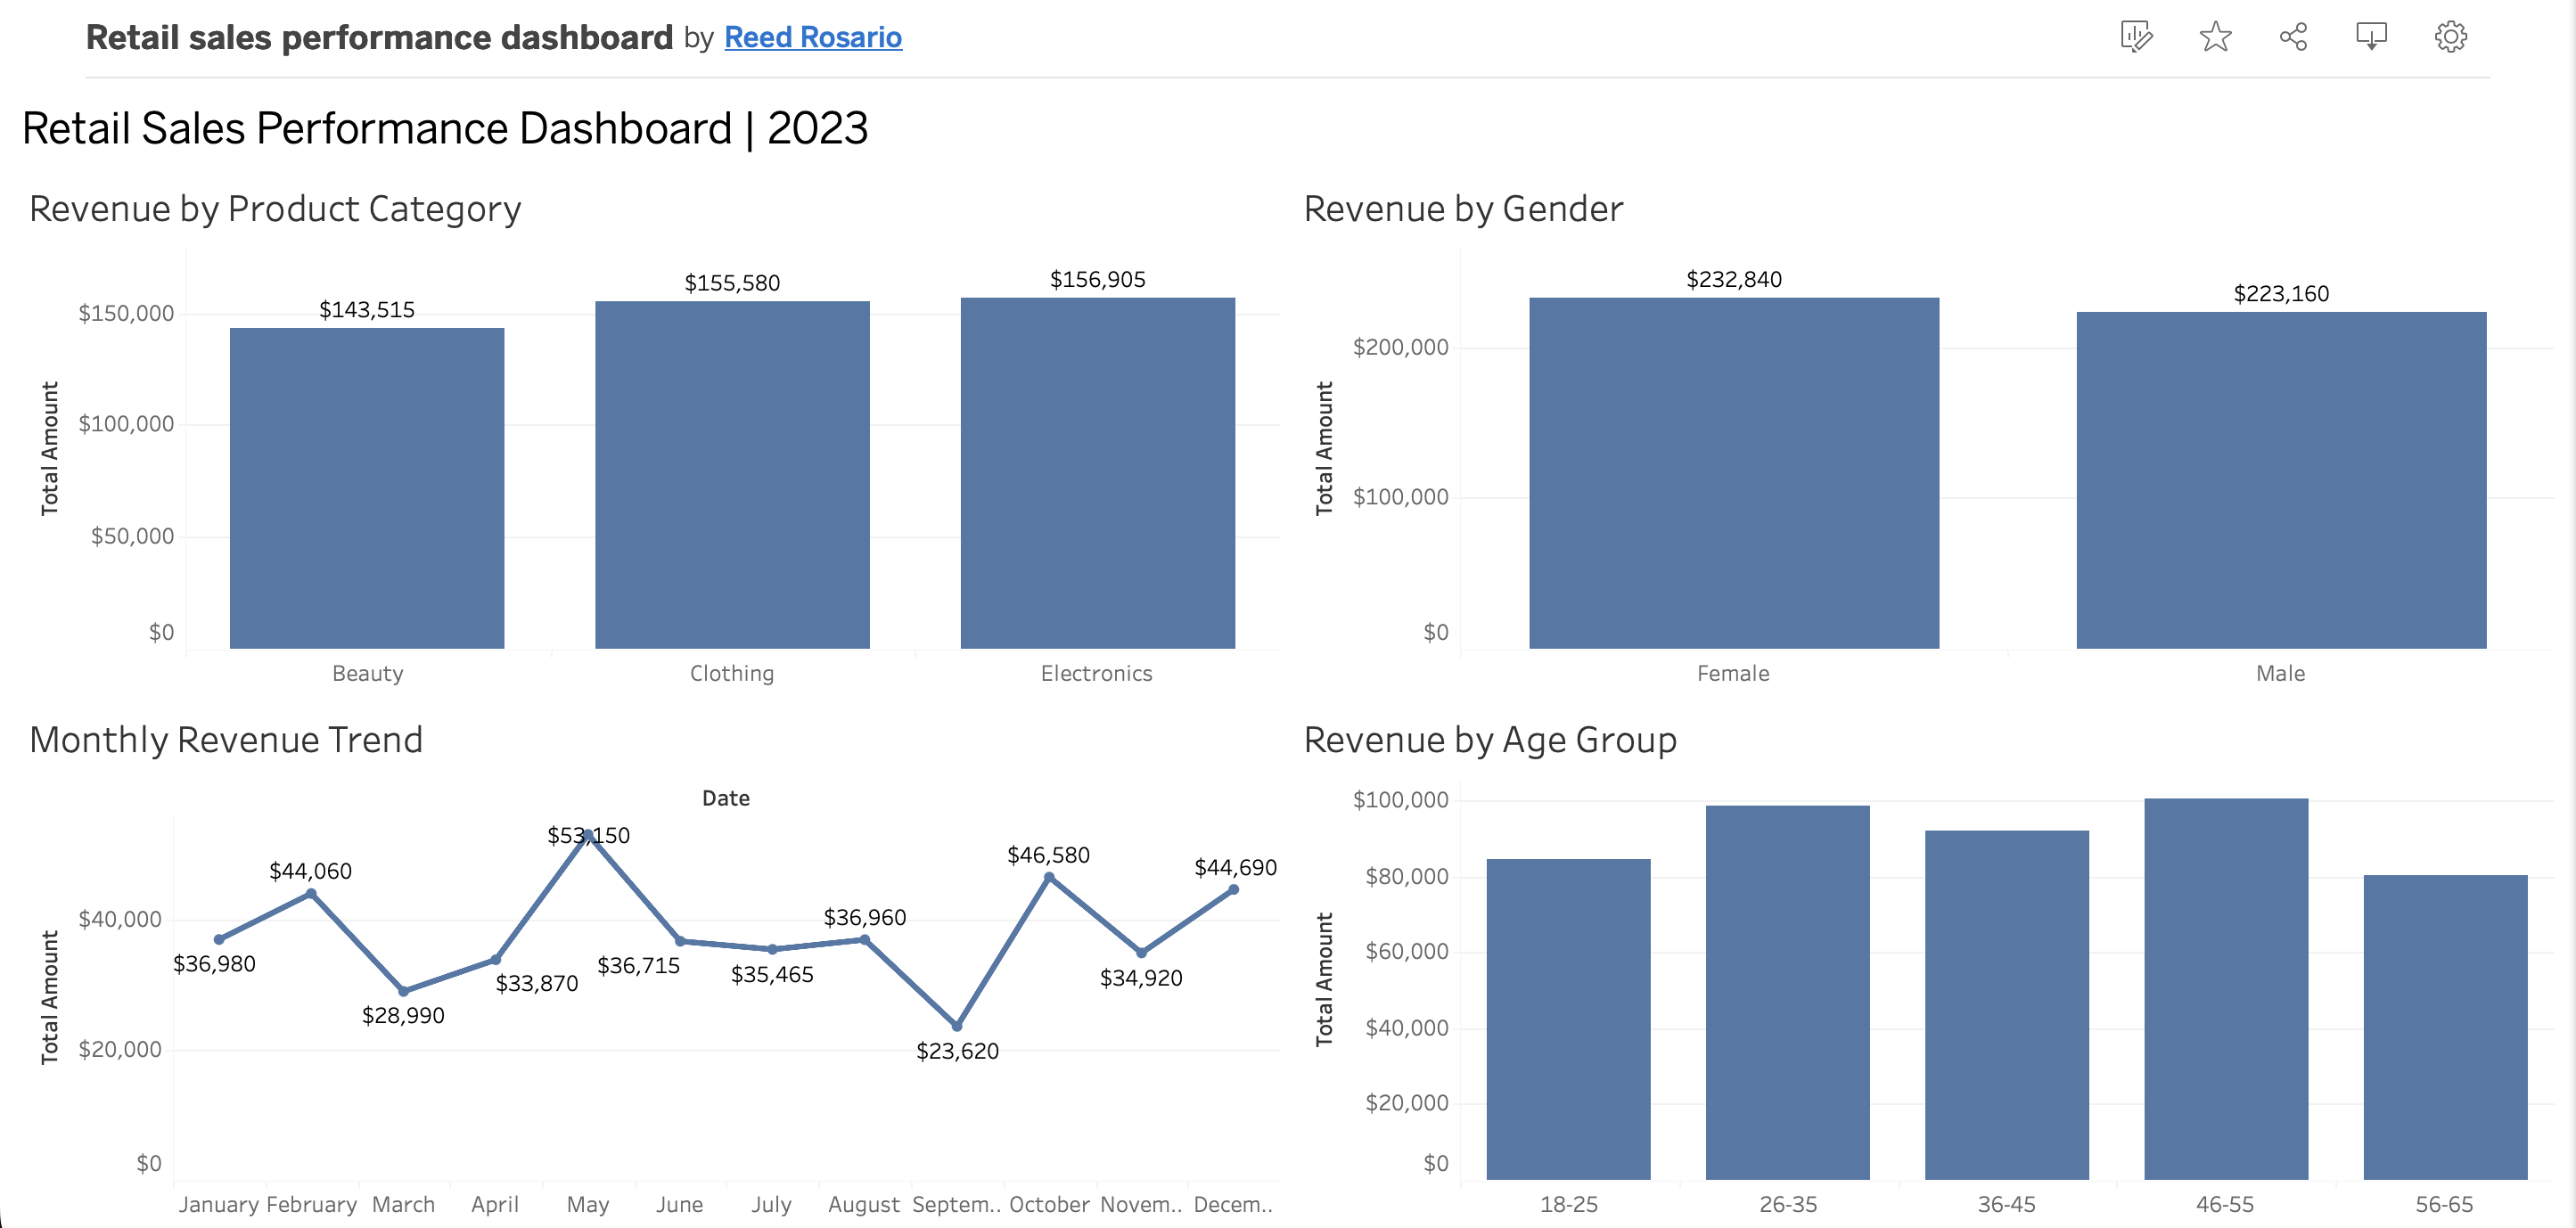 Retail sales performance dashboard by Reed Rosario
Retail Sales Performance Dashboard | 2023
Revenue by Product Category
Total Amount
$150,000
$100,000
$50,000
$0
$143,515
$155,580
$156,905
Beauty
Clothing
Electronics
Revenue by Gender
Total Amount
$200,000
$100,000
$0
$232,840
$223,160
Female
Male
Monthly Revenue Trend
Date
Total Amount
$40,000
$20,000
$0
$36,980
$44,060
$28,990
$33,870
$53,150
$36,715
$35,465
$36,960
$23,620
$46,580
$34,920
$44,690
January
February
March
April
May
June
July
August
Septem..
October
Novem..
Decem..
Revenue by Age Group
Total Amount
$100,000
$80,000
$60,000
$40,000
$20,000
$0
18-25
26-35
36-45
46-55
56-65